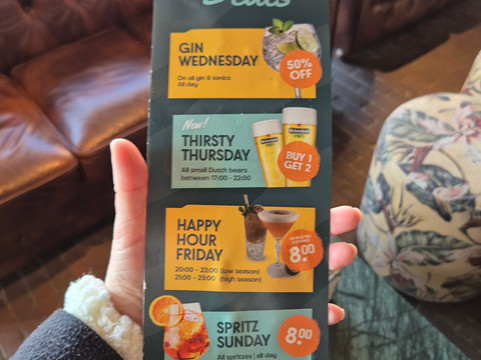 Deals
GIN
WEDNESDAY
On all gin & tonics
All day
50%
OFF
New!
THIRSTY
THURSDAY
All small Dutch beers
between 17:00 - 22:00
BUY 1
GET 2
HAPPY
HOUR
FRIDAY
20:00 - 22:00 (low season)
21:00 - 23:00 (high season)
8.00
SPRITZ
SUNDAY
All spritzes | all day
8.00